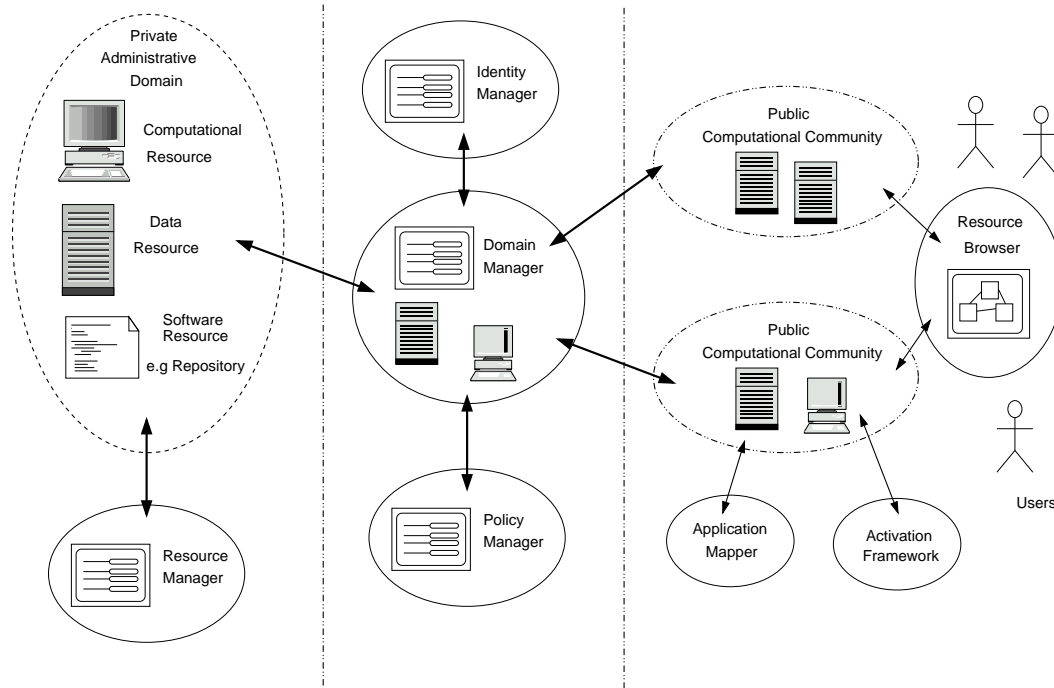 Private
Administrative
Domain
Computational
Resource
Data
Resource
Software
Resource
e.g Repository
Resource
Manager
Identity
Manager
Domain
Manager
Policy
Manager
Public
Computational Community
Public
Computational Community
Resource
Browser
Users
Application
Mapper
Activation
Framework